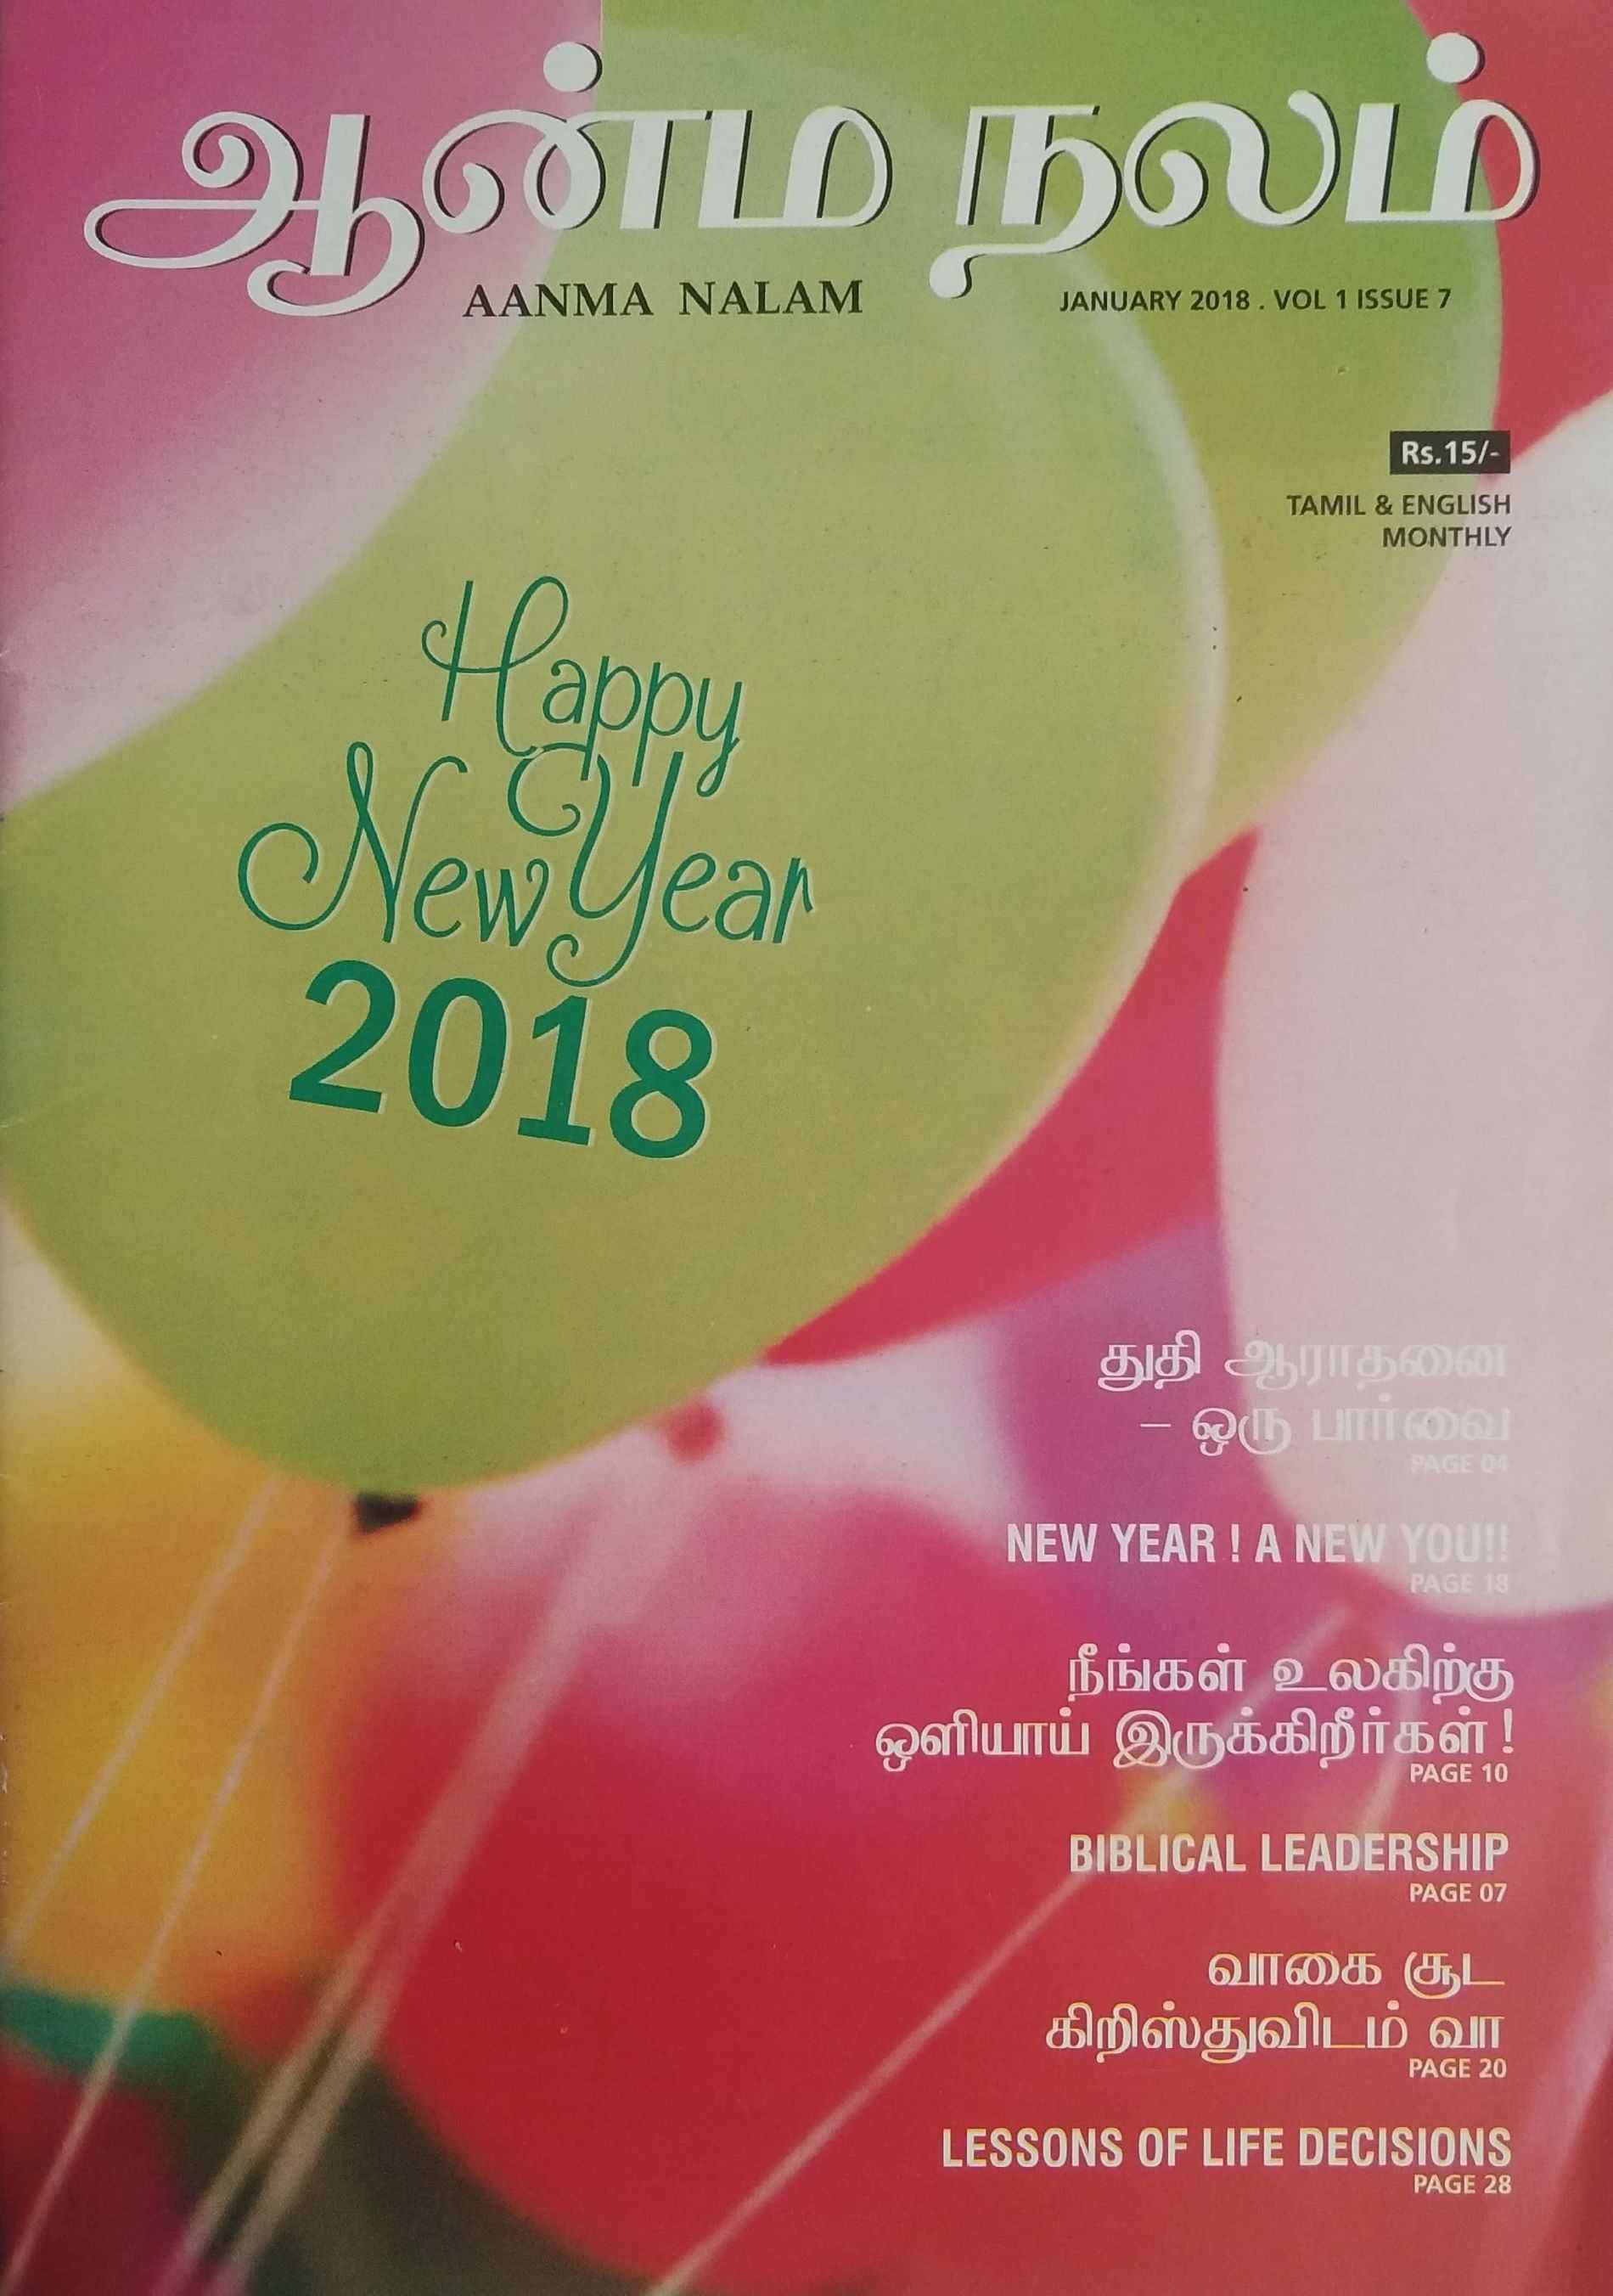 ஆன்ம நலம்
AANMA NALAM
JANUARY 2018 . VOL 1 ISSUE 7
Rs.15/-
TAMIL & ENGLISH
MONTHLY
Happy
New Year
2018
துதி ஆராதனை
– ஒரு பார்வை
PAGE 04
NEW YEAR ! A NEW YOU!!
PAGE 18
நீங்கள் உலகிற்கு
ஒளியாய் இருக்கிறீர்கள் !
PAGE 10
BIBLICAL LEADERSHIP
PAGE 07
வாகை சூட
கிறிஸ்துவிடம் வா
PAGE 20
LESSONS OF LIFE DECISIONS
PAGE 28